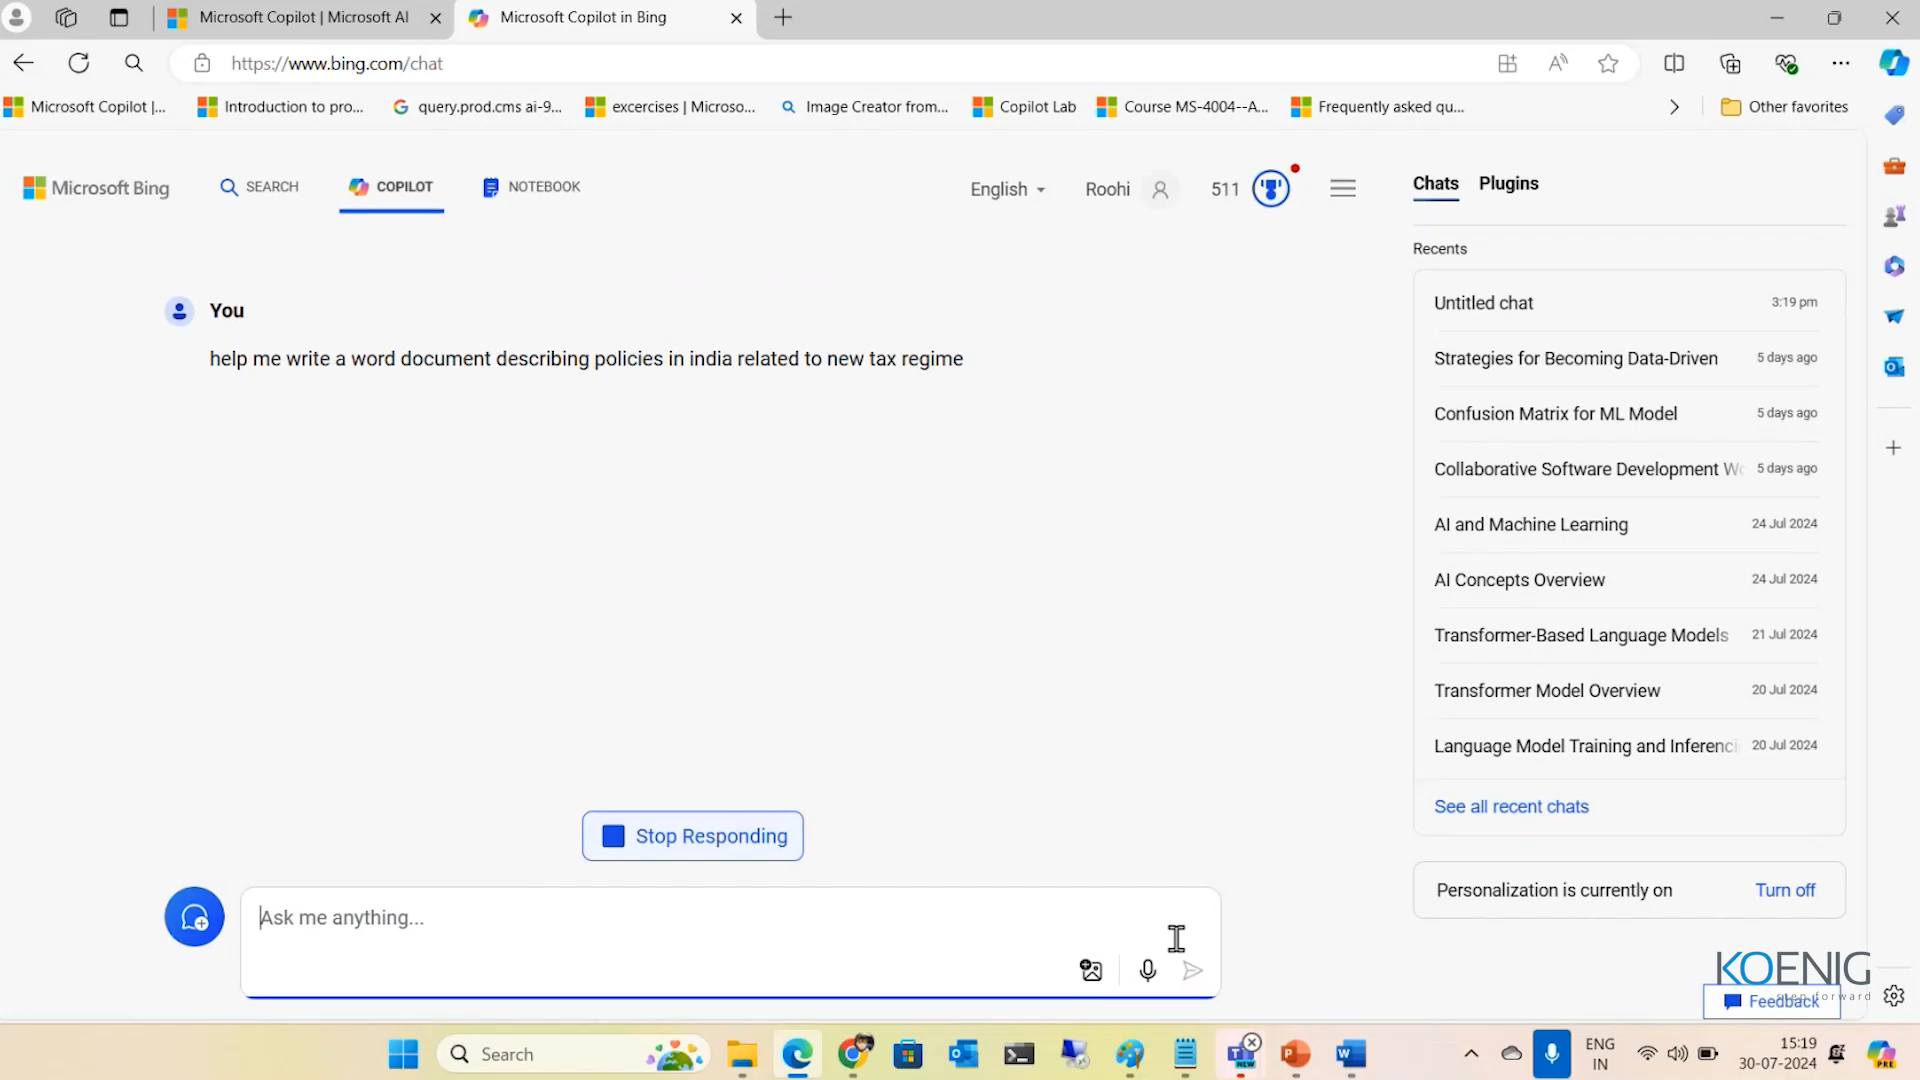 Microsoft Copilot | Microsoft AI
Microsoft Copilot in Bing
https://www.bing.com/chat
Microsoft Copilot |...
Introduction to pro...
query.prod.cms ai-9...
excercises | Microso...
Image Creator from...
Copilot Lab
Course MS-4004--A...
Frequently asked qu...
Other favorites
Microsoft Bing
SEARCH
COPILOT
NOTEBOOK
English
Roohi
511
Chats
Plugins
Recents
Untitled chat 3:19 pm
Strategies for Becoming Data-Driven 5 days ago
Confusion Matrix for ML Model 5 days ago
Collaborative Software Development Wo 5 days ago
AI and Machine Learning 24 Jul 2024
AI Concepts Overview 24 Jul 2024
Transformer-Based Language Models 21 Jul 2024
Transformer Model Overview 20 Jul 2024
Language Model Training and Inferenci 20 Jul 2024
See all recent chats
Personalization is currently on Turn off
You
help me write a word document describing policies in india related to new tax regime
Stop Responding
Ask me anything...
KOENIG
step forward
Feedback
Search
NEW
ENG
IN
15:19
30-07-2024
PRE